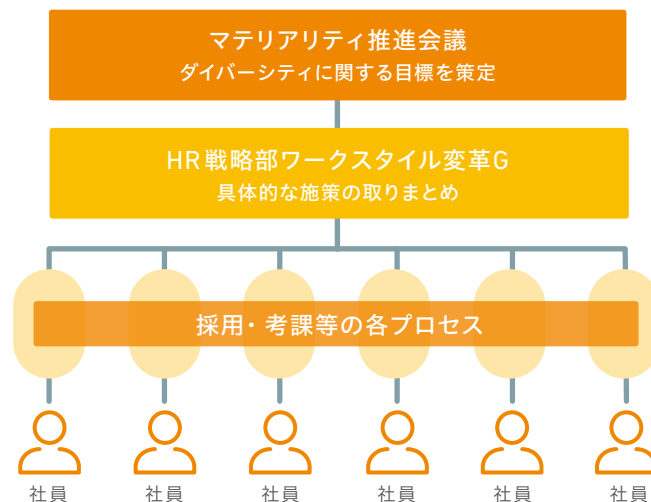 マテリアリティ推進会議
ダイバーシティに関する目標を策定
HR戦略部ワークスタイル変革G
具体的な施策の取りまとめ
採用・考課等の各プロセス
社員 社員 社員 社員 社員 社員